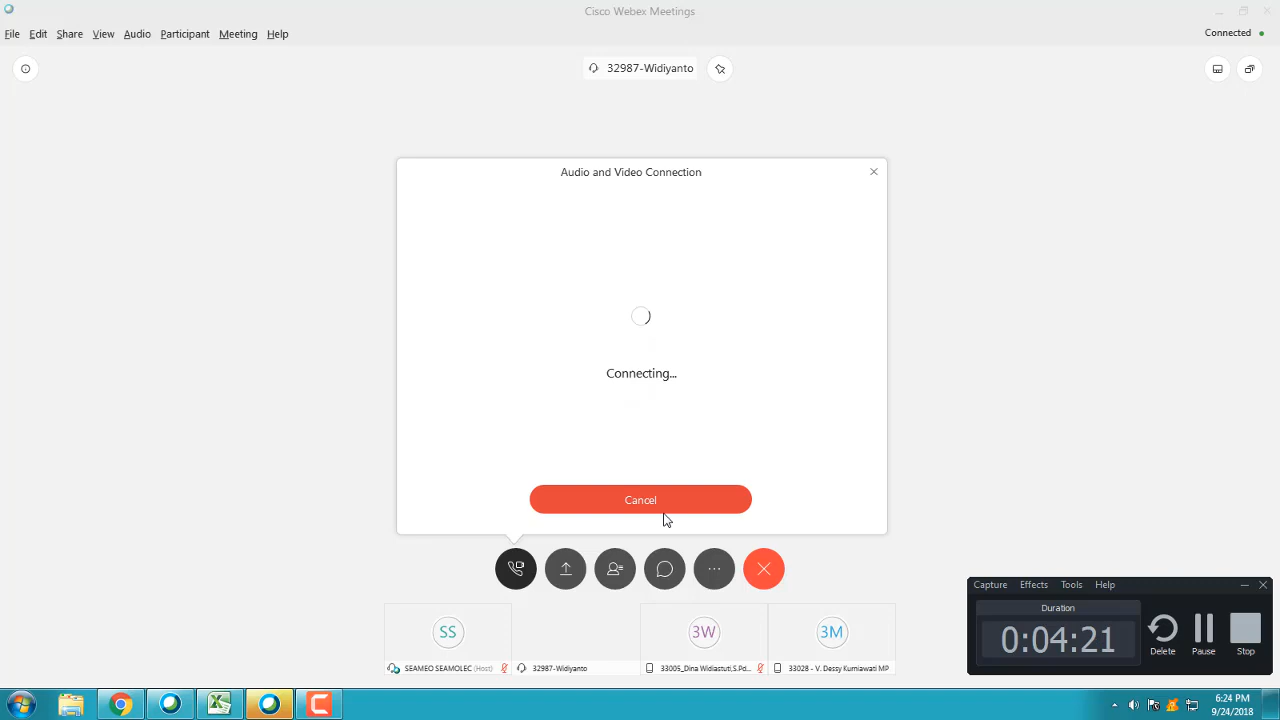 Cisco Webex Meetings
File Edit Share View Audio Participant Meeting Help
Connected
32987-Widiyanto
Audio and Video Connection
Connecting...
Cancel
SS
3W
3M
SEAMEO SEAMOLEC (Host)
32987-Widiyanto
33005_Dina Widiastuti,S.Pd...
33028 - V. Dessy Kurniawati MP
Capture Effects Tools Help
Duration
0:04:21
Delete
Pause
Stop
6:24 PM
9/24/2018